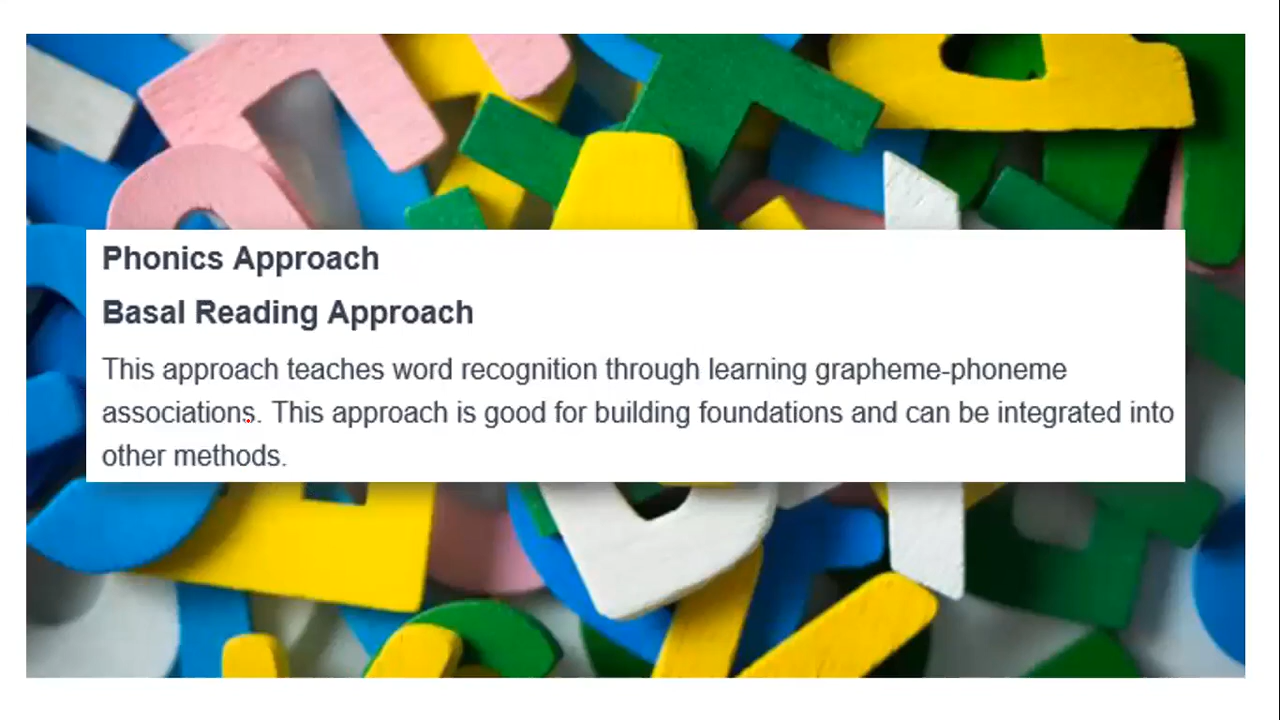 Phonics Approach
Basal Reading Approach
This approach teaches word recognition through learning grapheme-phoneme
associations. This approach is good for building foundations and can be integrated into
other methods.